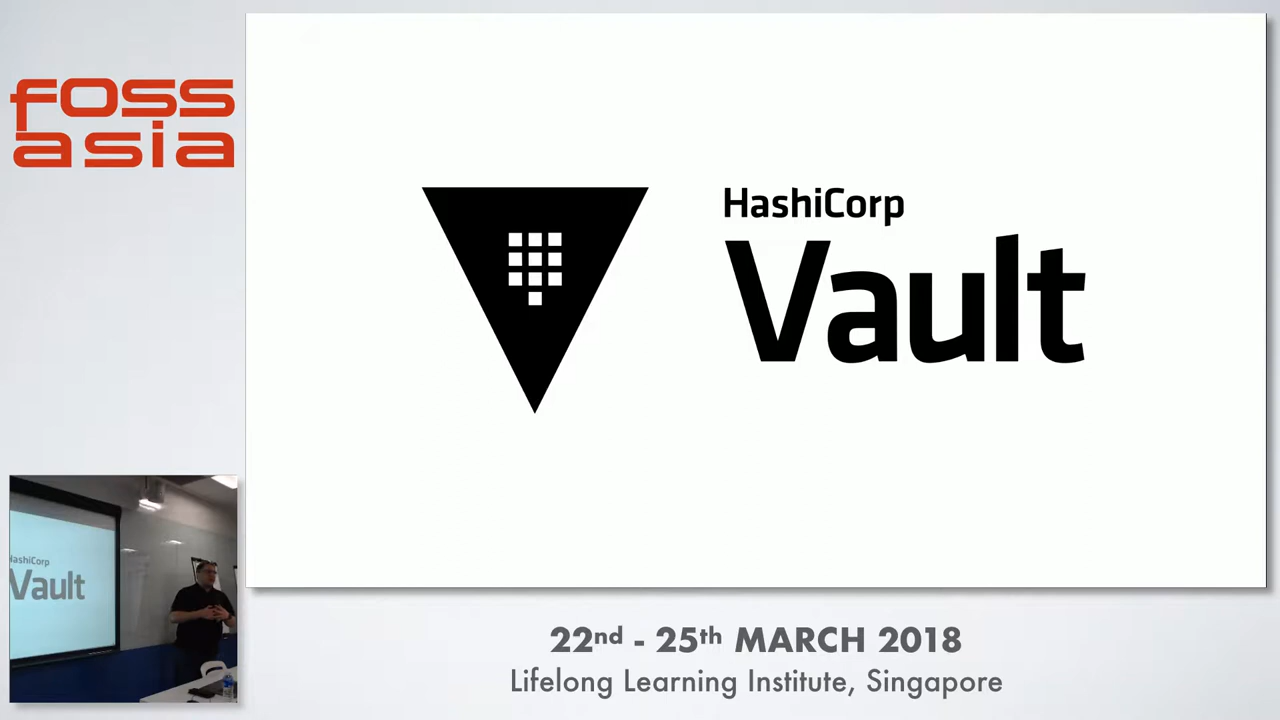 foss
asia
HashiCorp
Vault
HashiCorp
Vault
22nd - 25th MARCH 2018
Lifelong Learning Institute, Singapore